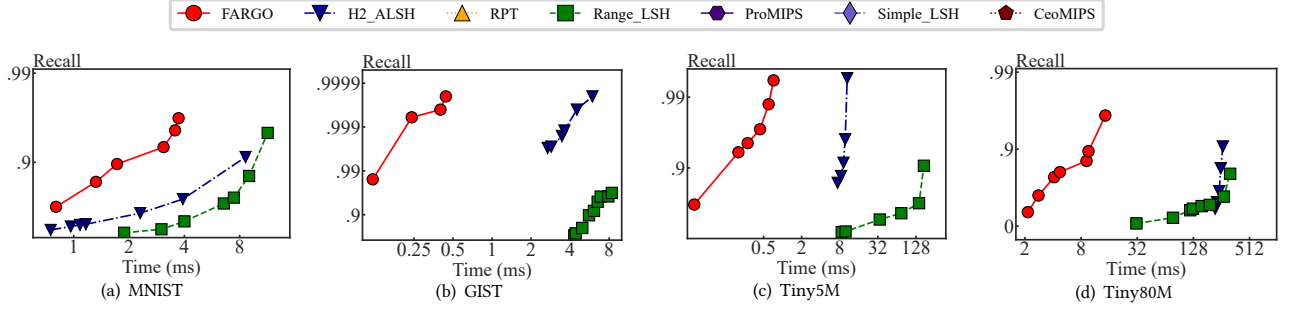 FARGO H2_ALSH RPT Range_LSH ProMIPS Simple_LSH CeoMIPS
Recall
.99
.9
1 2 4 8
Time (ms)
(a) MNIST
Recall
.9999
.999
.99
.9
0.25 0.5 1 2 4 8
Time (ms)
(b) GIST
Recall
.99
.9
0.5 2 8 32 128
Time (ms)
(c) Tiny5M
Recall
.99
.9
0
2 8 32 128 512
Time (ms)
(d) Tiny80M